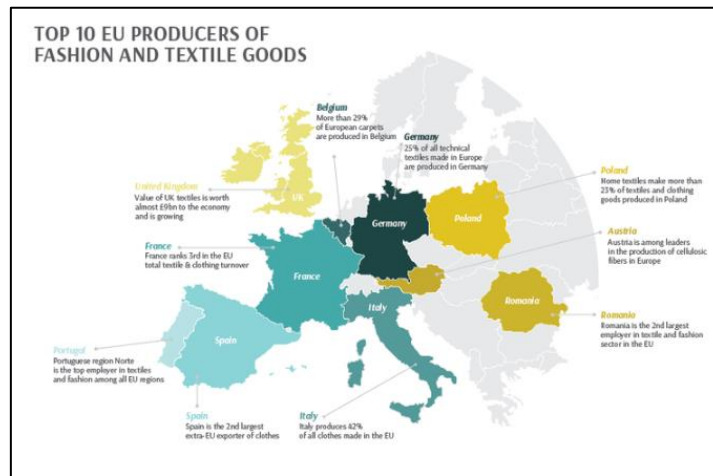 TOP 10 EU PRODUCERS OF
FASHION AND TEXTILE GOODS
Belgium
More than 29%
of European carpets
are produced in Belgium
Germany
25% of all technical
textiles made in Europe
are produced in Germany
United Kingdom
Value of UK textiles is worth
almost £9bn to the economy
and is growing
UK
Poland
Home textiles make more than
25% of textiles and clothing
goods produced in Poland
Germany
Poland
France
France ranks 3rd in the EU
total textile & clothing turnover
Austria
Austria is among leaders
in the production of cellulosic
fibers in Europe
France
Italy
Romania
Romania
Romania is the 2nd largest
employer in textile and fashion
sector in the EU
Spain
Portugal
Portuguese region Norte
is the top employer in textiles
and fashion among all EU regions
Spain
Spain is the 2nd largest
extra-EU exporter of clothes
Italy
Italy produces 42%
of all clothes made in the EU